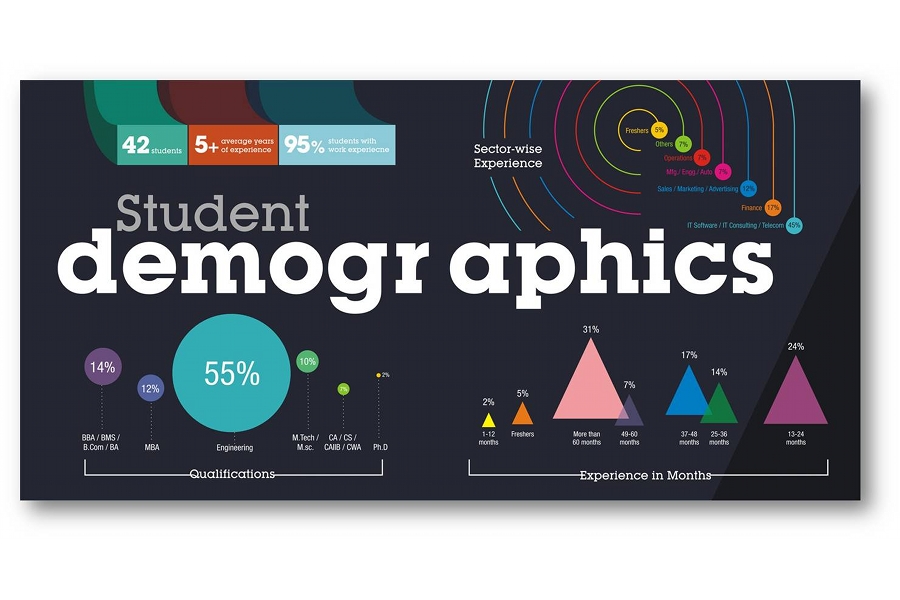 42 students
5+ average years
of experience
95% students with
work experiecne
Sector-wise
Experience
Freshers 5%
Others 7%
Operations 7%
Mfg./ Engg./ Auto 7%
Sales / Marketing / Advertising 12%
Finance 17%
IT Software / IT Consulting / Telecom 45%
Student
demogr aphics
14%
12%
55%
10%
7%
2%
BBA / BMS /
B.Com / BA
MBA
Engineering
M.Tech /
M.sc.
CA / CS /
CAIIB / CWA
Ph.D
Qualifications
2%
5%
31%
7%
17%
14%
24%
1-12
months
Freshers
More than
60 months
49-60
months
37-48
months
25-36
months
13-24
months
Experience in Months